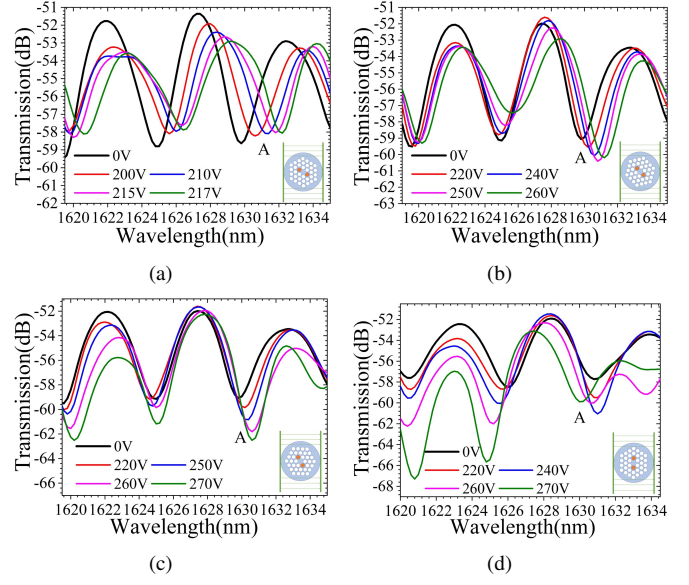 -51
-52
-53
-54
-55
-56
-57
-58
-59
-60
-61
-62
Transmission(dB)
A
0V
200V 210V
215V 217V
1620 1622 1624 1626 1628 1630 1632 1634
Wavelength(nm)
(a)
-51
-52
-53
-54
-55
-56
-57
-58
-59
-60
-61
-62
-63
Transmission(dB)
A
0V
220V 240V
250V 260V
1620 1622 1624 1626 1628 1630 1632 1634
Wavelength(nm)
(b)
-52
-54
-56
-58
-60
-62
-64
-66
Transmission (dB)
A
0V
220V 250V
260V 270V
1620 1622 1624 1626 1628 1630 1632 1634
Wavelength(nm)
(c)
-52
-54
-56
-58
-60
-62
-64
-66
-68
Transmission (dB)
A
0V
220V 240V
260V 270V
1620 1622 1624 1626 1628 1630 1632 1634
Wavelength(nm)
(d)